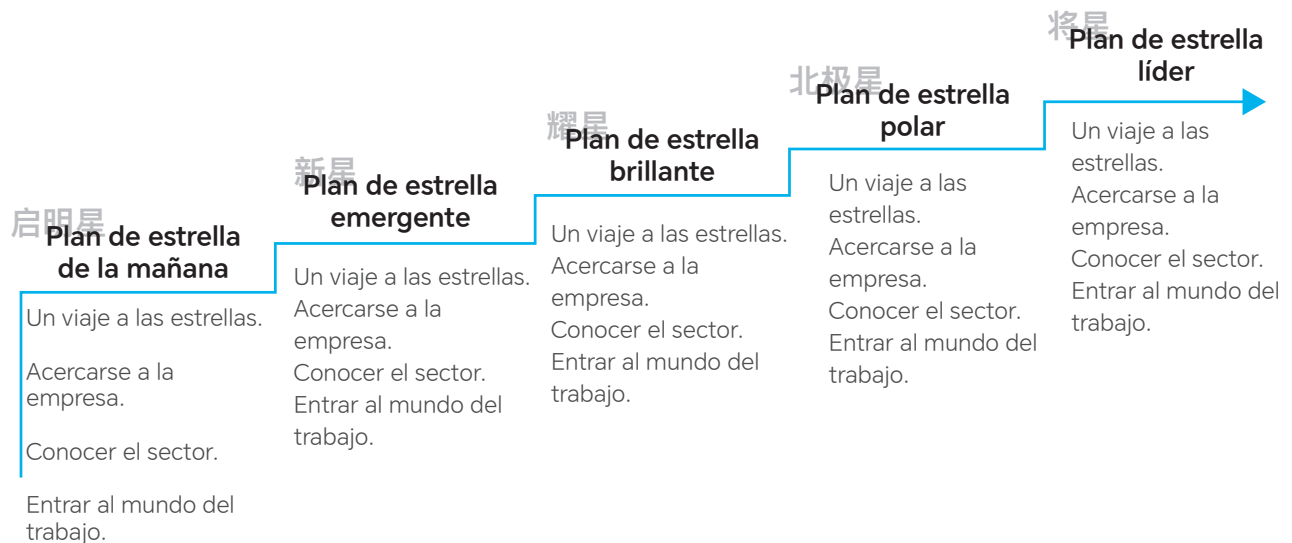 启明星
Plan de estrella
de la mañana
Un viaje a las estrellas.
Acercarse a la
empresa.
Conocer el sector.
Entrar al mundo del
trabajo.
新星
Plan de estrella
emergente
Un viaje a las estrellas.
Acercarse a la
empresa.
Conocer el sector.
Entrar al mundo del
trabajo.
耀星
Plan de estrella
brillante
Un viaje a las estrellas.
Acercarse a la
empresa.
Conocer el sector.
Entrar al mundo del
trabajo.
北极星
Plan de estrella
polar
Un viaje a las
estrellas.
Acercarse a la
empresa.
Conocer el sector.
Entrar al mundo del
trabajo.
将星
Plan de estrella
líder
Un viaje a las
estrellas.
Acercarse a la
empresa.
Conocer el sector.
Entrar al mundo del
trabajo.